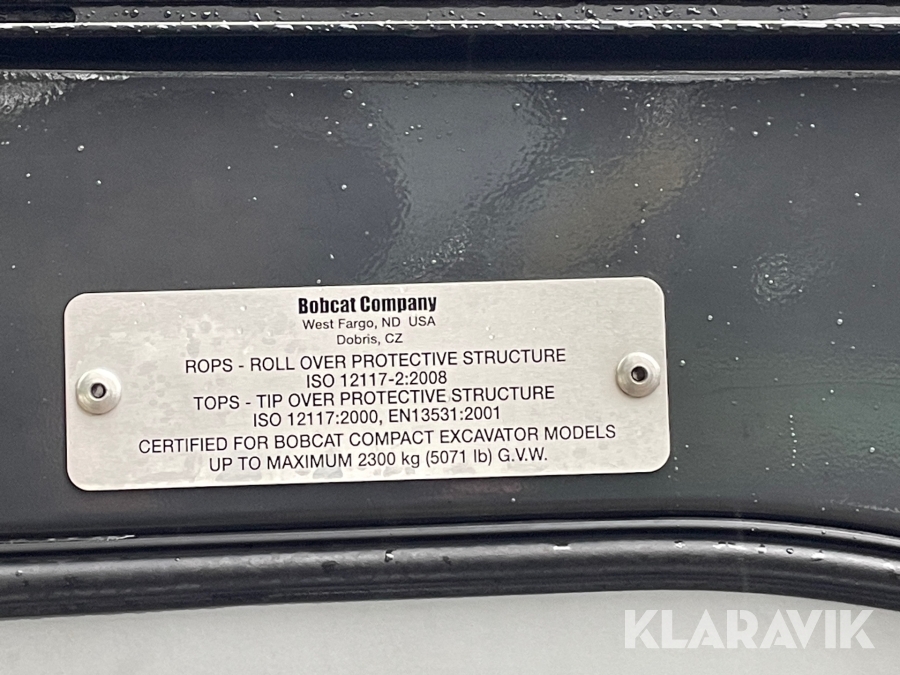 Bobcat Company
West Fargo, ND USA
Dobris, CZ
ROPS - ROLL OVER PROTECTIVE STRUCTURE
ISO 12117-2:2008
TOPS - TIP OVER PROTECTIVE STRUCTURE
ISO 12117:2000, EN13531:2001
CERTIFIED FOR BOBCAT COMPACT EXCAVATOR MODELS
UP TO MAXIMUM 2300 kg (5071 lb) G.V.W.
KLARAVIK